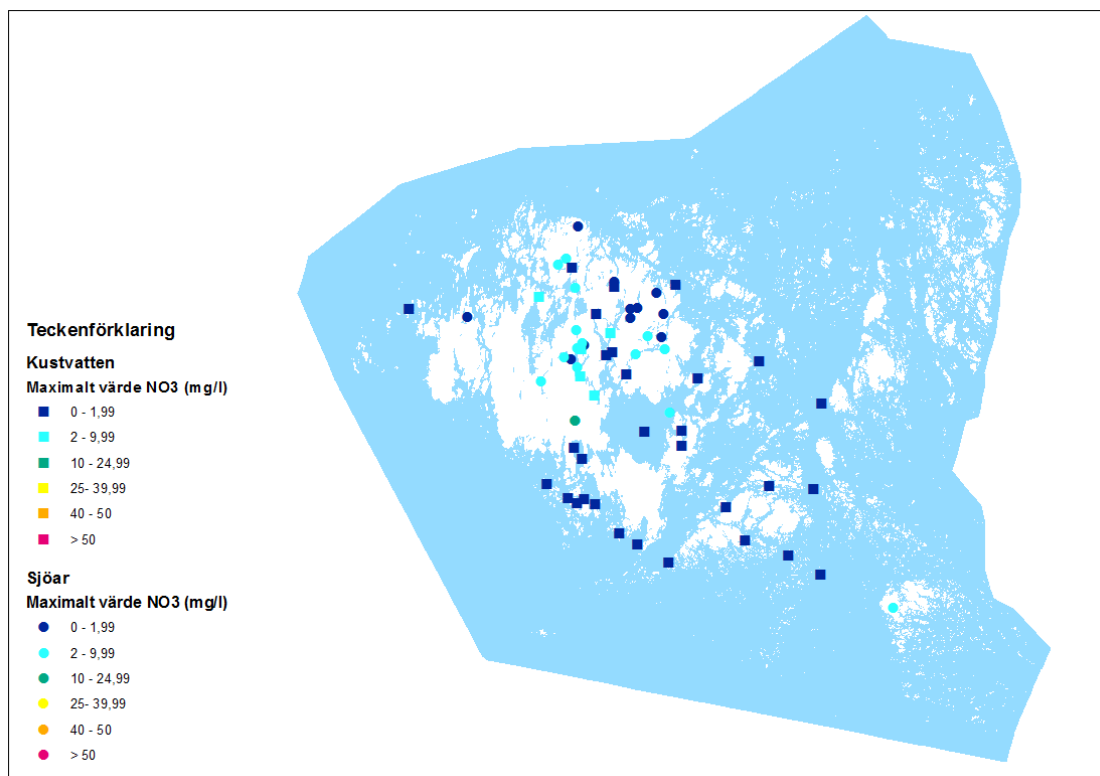 Teckenförklaring
Kustvatten
Maximalt värde NO3 (mg/l)
0 - 1,99
2 - 9,99
10 - 24,99
25- 39,99
40 - 50
> 50
Sjöar
Maximalt värde NO3 (mg/l)
0 - 1,99
2 - 9,99
10 - 24,99
25- 39,99
40 - 50
> 50